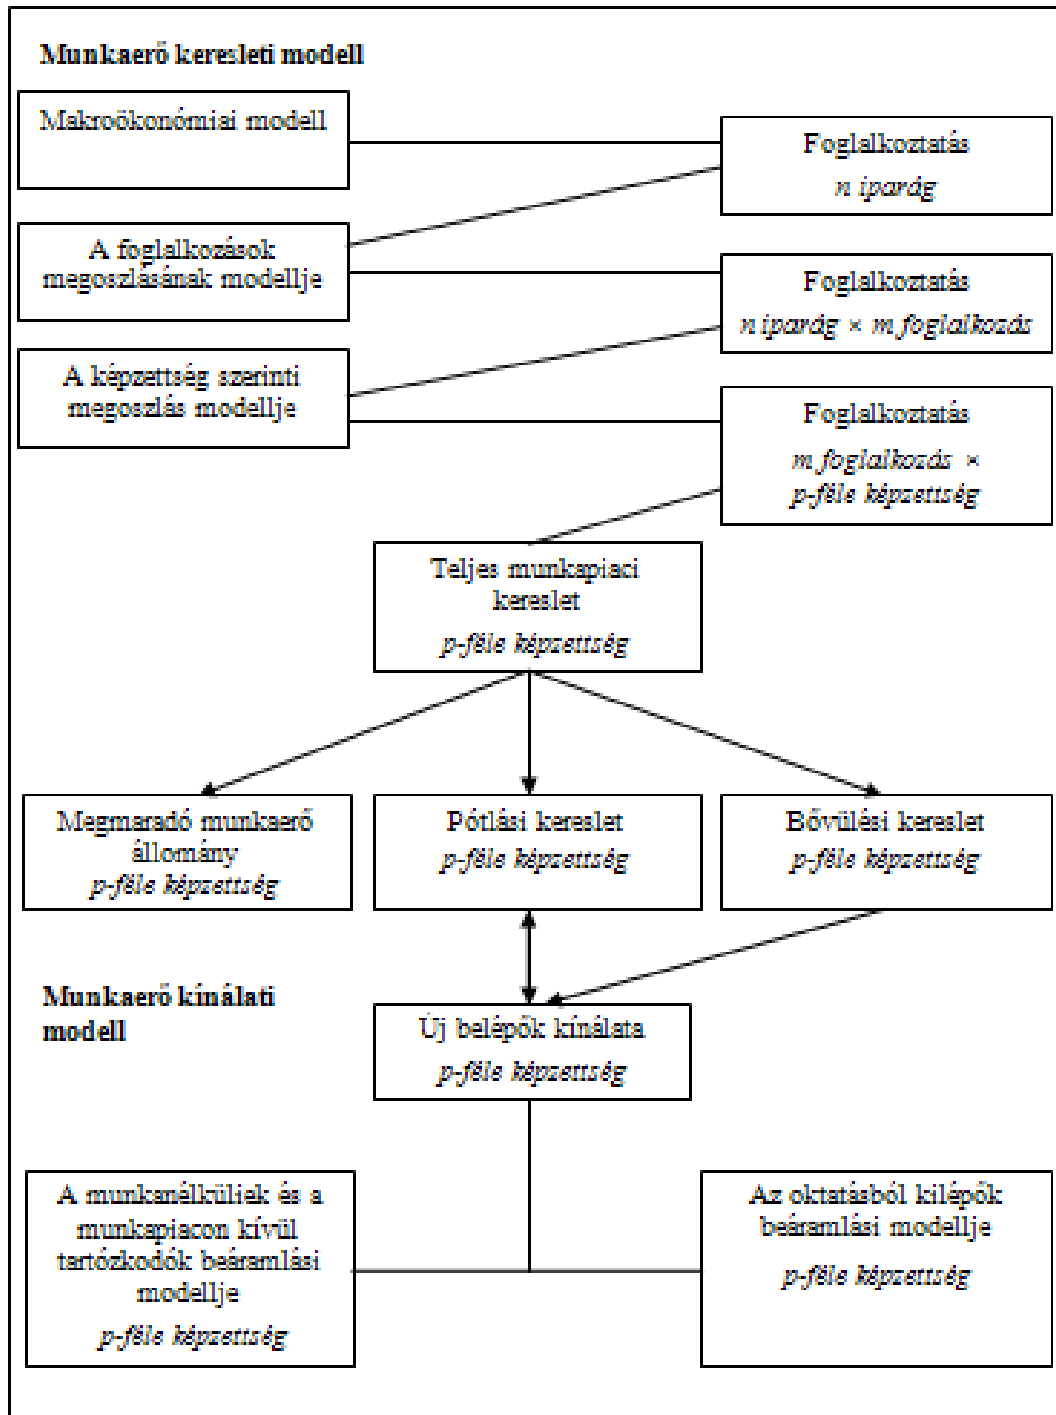 Munkaerő keresleti modell
Makroökonómiai modell
Foglalkoztatás
n iparág
A foglalkozások
megoszlásának modellje
Foglalkoztatás
n iparág × m foglalkozás
A képzettség szerinti
megoszlás modellje
Foglalkoztatás
m foglalkozás ×
p-féle képzettség
Teljes munkapiaci
kereslet
p-féle képzettség
Megmaradó munkaerő
állomány
p-féle képzettség
Pótlási kereslet
p-féle képzettség
Bővülési kereslet
p-féle képzettség
Munkaerő kínálati
modell
Új belépők kínálata
p-féle képzettség
A munkanélküliek és a
munkapiacon kívül
tartózkodók beáramlási
modellje
p-féle képzettség
Az oktatásból kilépők
beáramlási modellje
p-féle képzettség